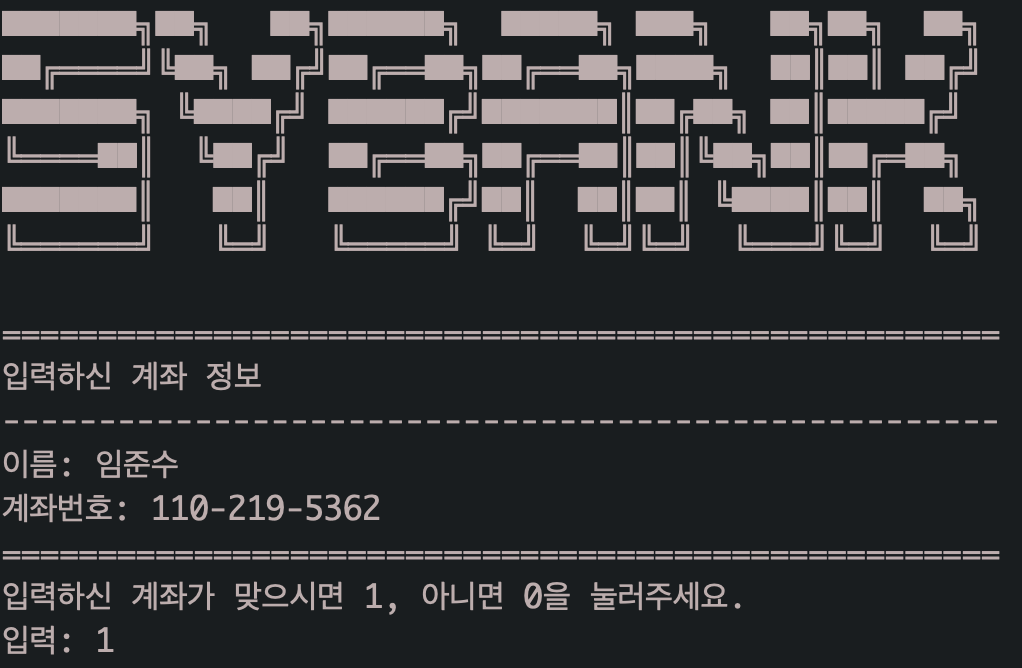 SYBANK
입력하신 계좌 정보
이름: 임준수
계좌번호: 110-219-5362
입력하신 계좌가 맞으시면 1, 아니면 0을 눌러주세요.
입력: 1